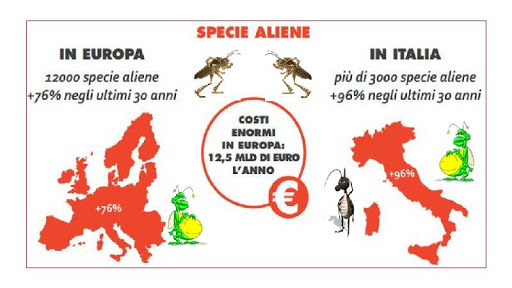 SPECIE ALIENE
IN EUROPA
12000 specie aliene
+76% negli ultimi 30 anni
+76%
COSTI
ENORMI
IN EUROPA:
12,5 MLD DI EURO
L'ANNO
€
IN ITALIA
più di 3000 specie aliene
+96% negli ultimi 30 anni
+96%